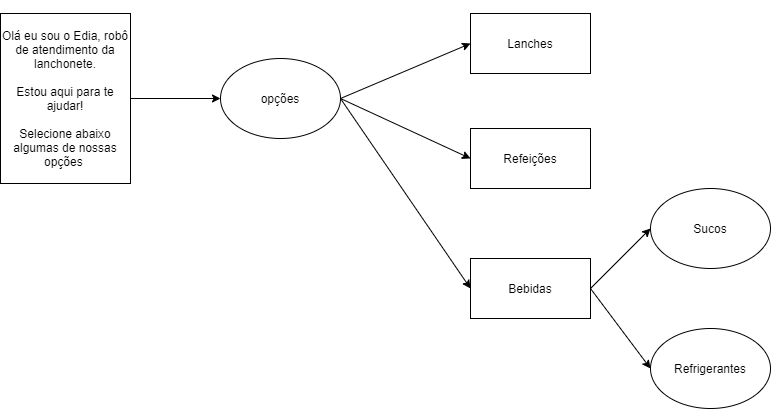 Olá eu sou o Edia, robô
de atendimento da
lanchonete.
Estou aqui para te
ajudar!
Selecione abaixo
algumas de nossas
opções
opções
Lanches
Refeições
Bebidas
Sucos
Refrigerantes